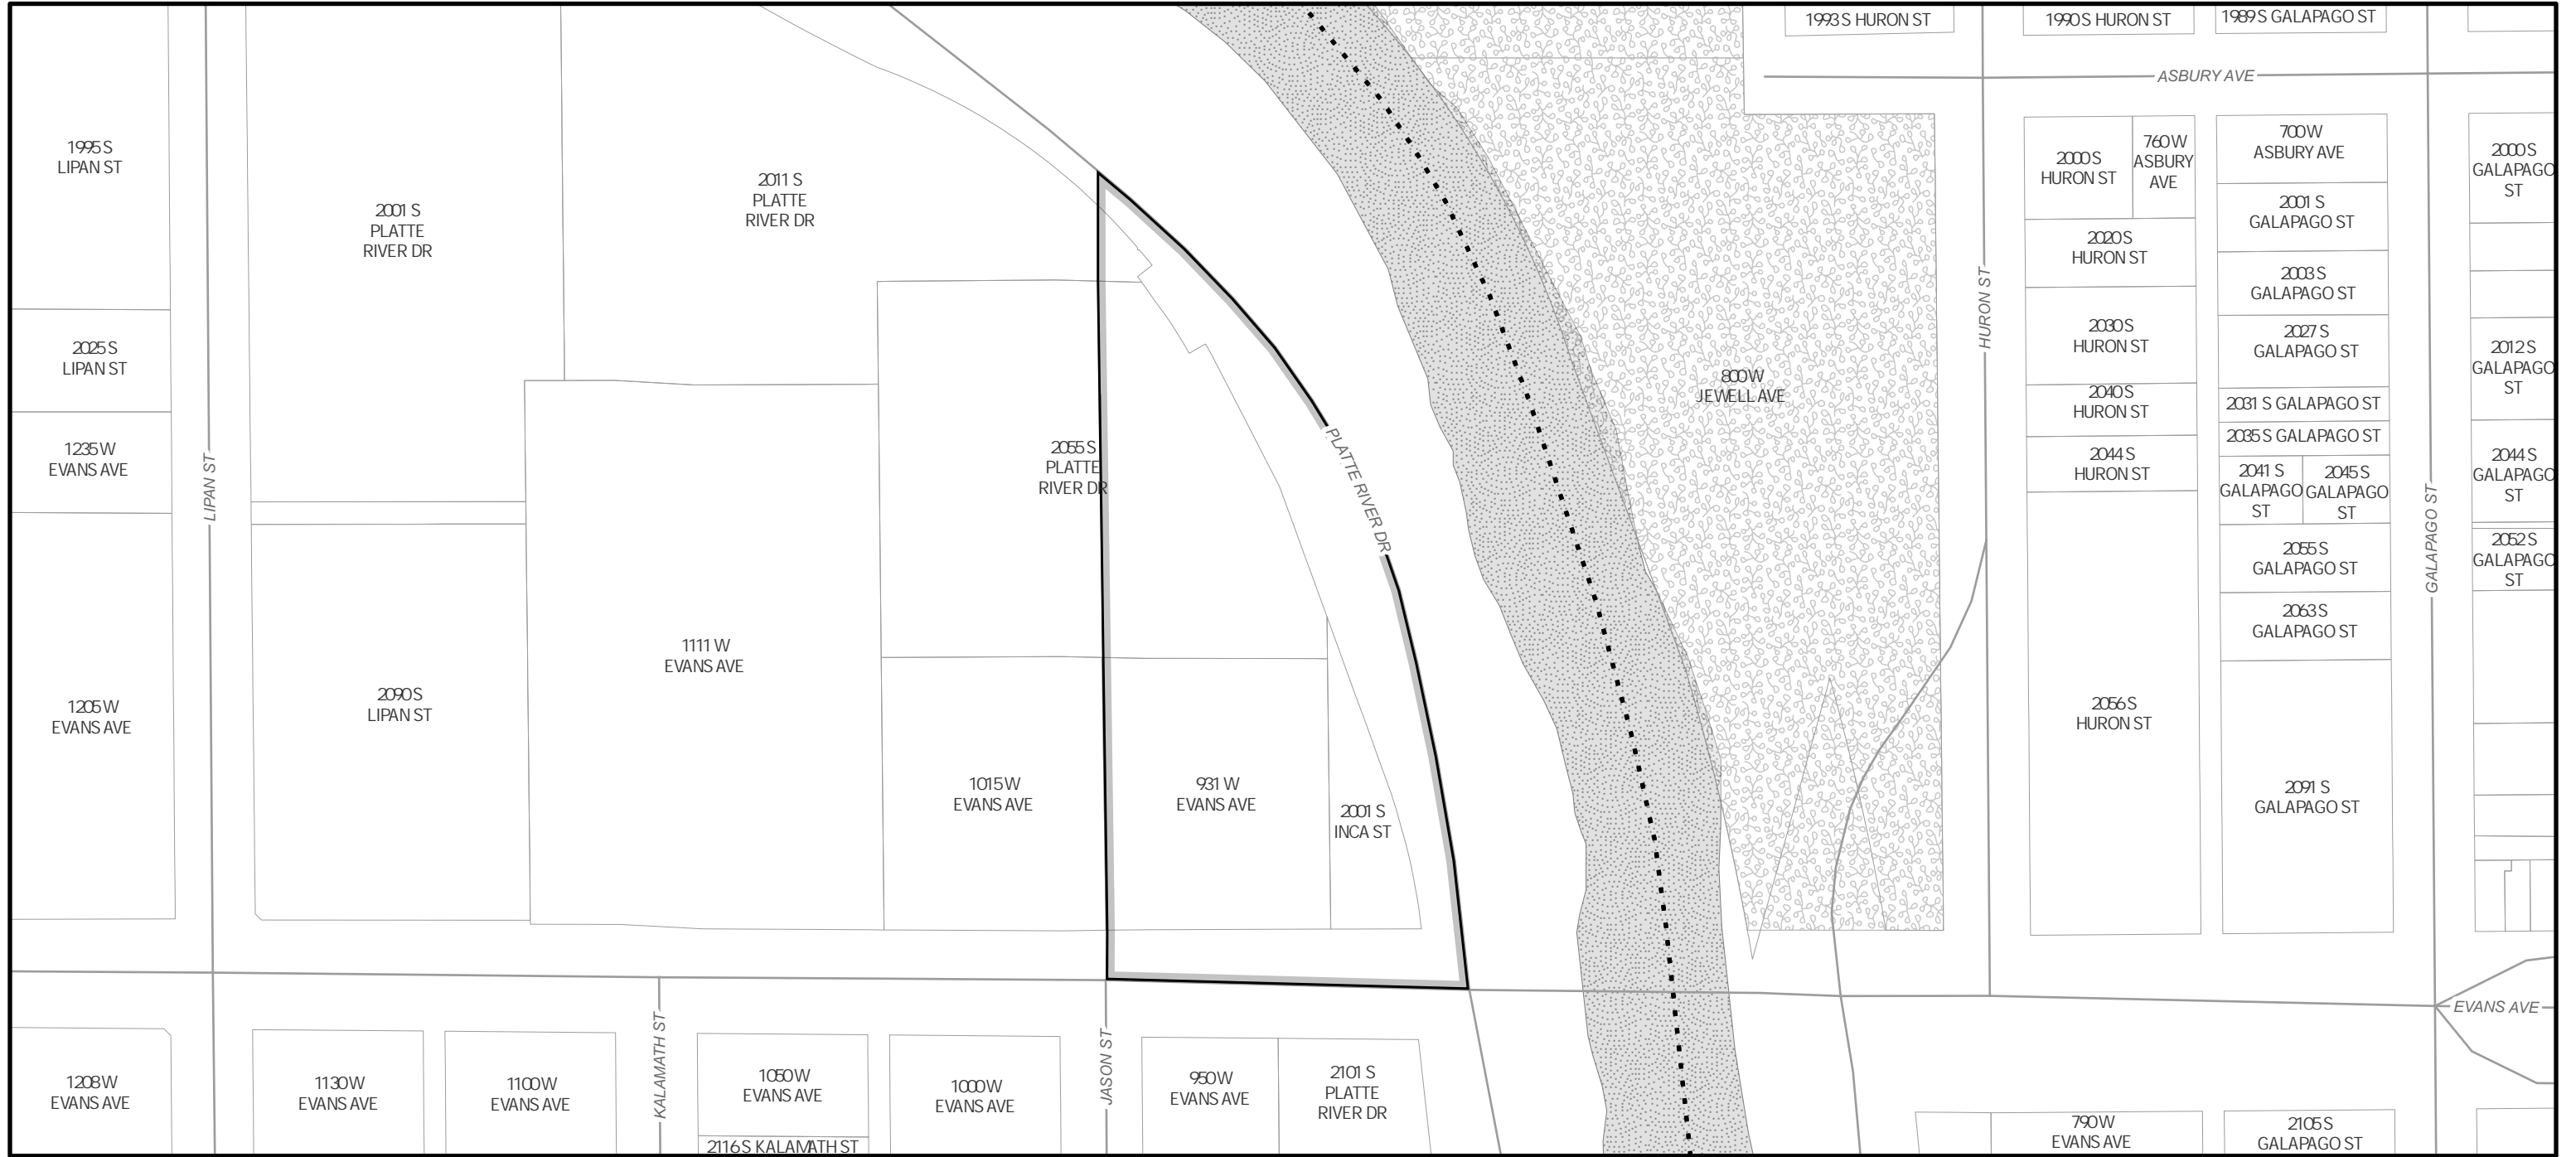 1993 S HURON ST
1990 S HURON ST
1989 S GALAPAGO ST
ASBURY AVE
1995 S
LIPAN ST
2001 S
PLATTE
RIVER DR
2011 S
PLATTE
RIVER DR
2000 S
HURON ST
760 W
ASBURY
AVE
700 W
ASBURY AVE
2000 S
GALAPAGO
ST
2001 S
GALAPAGO ST
2020 S
HURON ST
2003 S
GALAPAGO ST
HURON ST
2025 S
LIPAN ST
2030 S
HURON ST
2027 S
GALAPAGO ST
2012 S
GALAPAGO
ST
800 W
JEWELL AVE
2040 S
HURON ST
2031 S GALAPAGO ST
2035 S GALAPAGO ST
1235 W
EVANS AVE
LIPAN ST
2055 S
PLATTE
RIVER DR
PLATTE RIVER DR
2044 S
HURON ST
2041 S
GALAPAGO
ST
2045 S
GALAPAGO
ST
GALAPAGO ST
2044 S
GALAPAGO
ST
2055 S
GALAPAGO ST
2052 S
GALAPAGO
ST
2063 S
GALAPAGO ST
1111 W
EVANS AVE
1205 W
EVANS AVE
2090 S
LIPAN ST
2056 S
HURON ST
1015 W
EVANS AVE
931 W
EVANS AVE
2001 S
INCA ST
2091 S
GALAPAGO ST
EVANS AVE
1208 W
EVANS AVE
1130 W
EVANS AVE
1100 W
EVANS AVE
KALAMATH ST
1050 W
EVANS AVE
2116 S KALAMATH ST
1000 W
EVANS AVE
JASON ST
950 W
EVANS AVE
2101 S
PLATTE
RIVER DR
790 W
EVANS AVE
2105 S
GALAPAGO ST